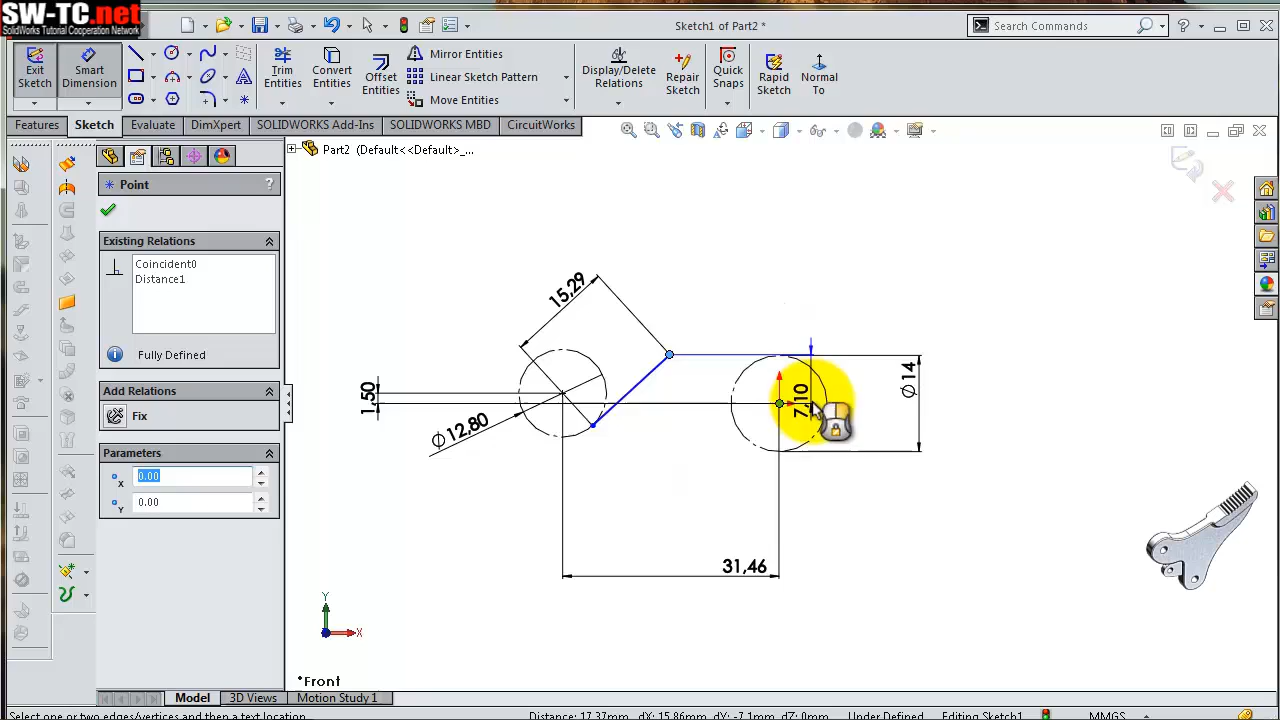 SW-TC.net
SolidWorks Tutorial Cooperation Network
Sketch1 of Part2*
Search Commands
Exit Sketch
Smart Dimension
Trim Entities
Convert Entities
Offset Entities
Mirror Entities
Linear Sketch Pattern
Move Entities
Display/Delete Relations
Repair Sketch
Quick Snaps
Rapid Sketch
Normal To
Features
Sketch
Evaluate
DimXpert
SOLIDWORKS Add-Ins
SOLIDWORKS MBD
CircuitWorks
Part2 (Default<<Default>_...
Point
?
Existing Relations
Coincident0
Distance1
Fully Defined
Add Relations
Fix
Parameters
X
0.00
Y
0.00
15,29
1,50
∅12,80
7,10
∅14
31,46
Y
X
*Front
Model
3D Views
Motion Study 1
Select one or two edges/vertices and then a text location
Distance: 17.37mm dX: 15.86mm dY: -7.1mm dZ: 0mm
Under Defined
Editing Sketch1
MMGS